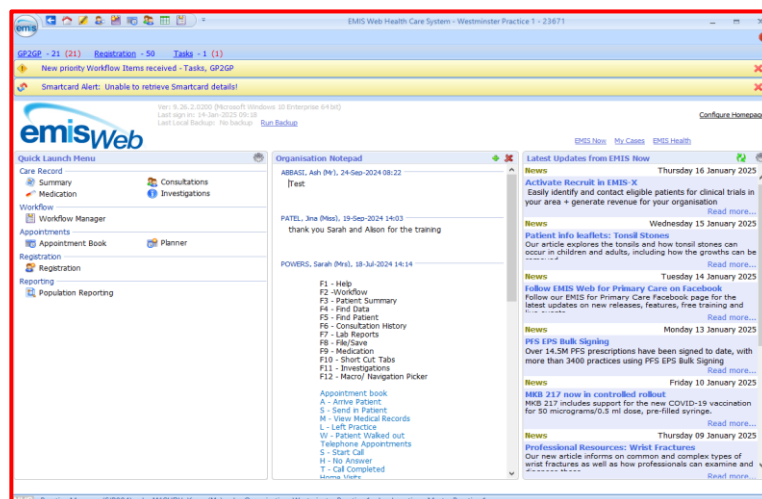 EMIS Web Health Care System - Westminster Practice 1 - 23671
emis
GP2GP - 21 (21) Registration - 50 Tasks - 1 (1)
New priority Workflow Items received - Tasks, GP2GP
Smartcard Alert: Unable to retrieve Smartcard details!
emisWeb
Ver: 9.36.2.0200 (Microsoft Windows 10 Enterprise 64bit)
Last sign in: 14-Jan-2025 09:18
Last Local Backup: No backup Run Backup
Configure Homepage
EMIS Now My Cases EMIS Health
Quick Launch Menu
Care Record
Summary Consultations
Medication Investigations
Workflow
Workflow Manager
Appointments
Appointment Book Planner
Registration
Registration
Reporting
Population Reporting
Organisation Notepad
ABBASI, Ash (Mr), 24-Sep-2024 08:22
Test
PATEL, Jina (Miss), 19-Sep-2024 14:03
thank you Sarah and Alison for the training
POWERS, Sarah (Mrs), 18-Jul-2024 14:14
F1 - Help
F2 -Workflow
F3 - Patient Summary
F4 - Find Data
F5 - Find Patient
F6 - Consultation History
F7 - Lab Reports
F8 - File/Save
F9 - Medication
F10 - Short Cut Tabs
F11 - Investigations
F12 - Macro/ Navigation Picker
Appointment book
A - Arrive Patient
S - Send in Patient
M - View Medical Records
L - Left Practice
W - Patient Walked out
Telephone Appointments
S - Start Call
H - No Answer
T - Call Completed
Home Visits
Latest Updates from EMIS Now
News Thursday 16 January 2025
Activate Recruit in EMIS-X
Easily identify and contact eligible patients for clinical trials in
your area + generate revenue for your organisation
Read more...
News Wednesday 15 January 2025
Patient info leaflets: Tonsil Stones
Our article explores the tonsils and how tonsil stones can
occur in children and adults, including how the growths can be
Read more...
News Tuesday 14 January 2025
Follow EMIS Web for Primary Care on Facebook
Follow our EMIS for Primary Care Facebook page for the
latest updates on new releases, features, free training and
Read more...
News Monday 13 January 2025
PFS EPS Bulk Signing
Over 14.5M PFS prescriptions have been signed to date, with
more than 3400 practices using PFS EPS Bulk Signing
Read more...
News Friday 10 January 2025
MKB 217 now in controlled rollout
MKB 217 includes support for the new COVID-19 vaccination
for 50 micrograms/0.5 ml dose, pre-filled syringe.
Read more...
News Thursday 09 January 2025
Professional Resources: Wrist Fractures
Our new article informs on common and complex types of
wrist fractures as well as how professionals can examine and
Read more...